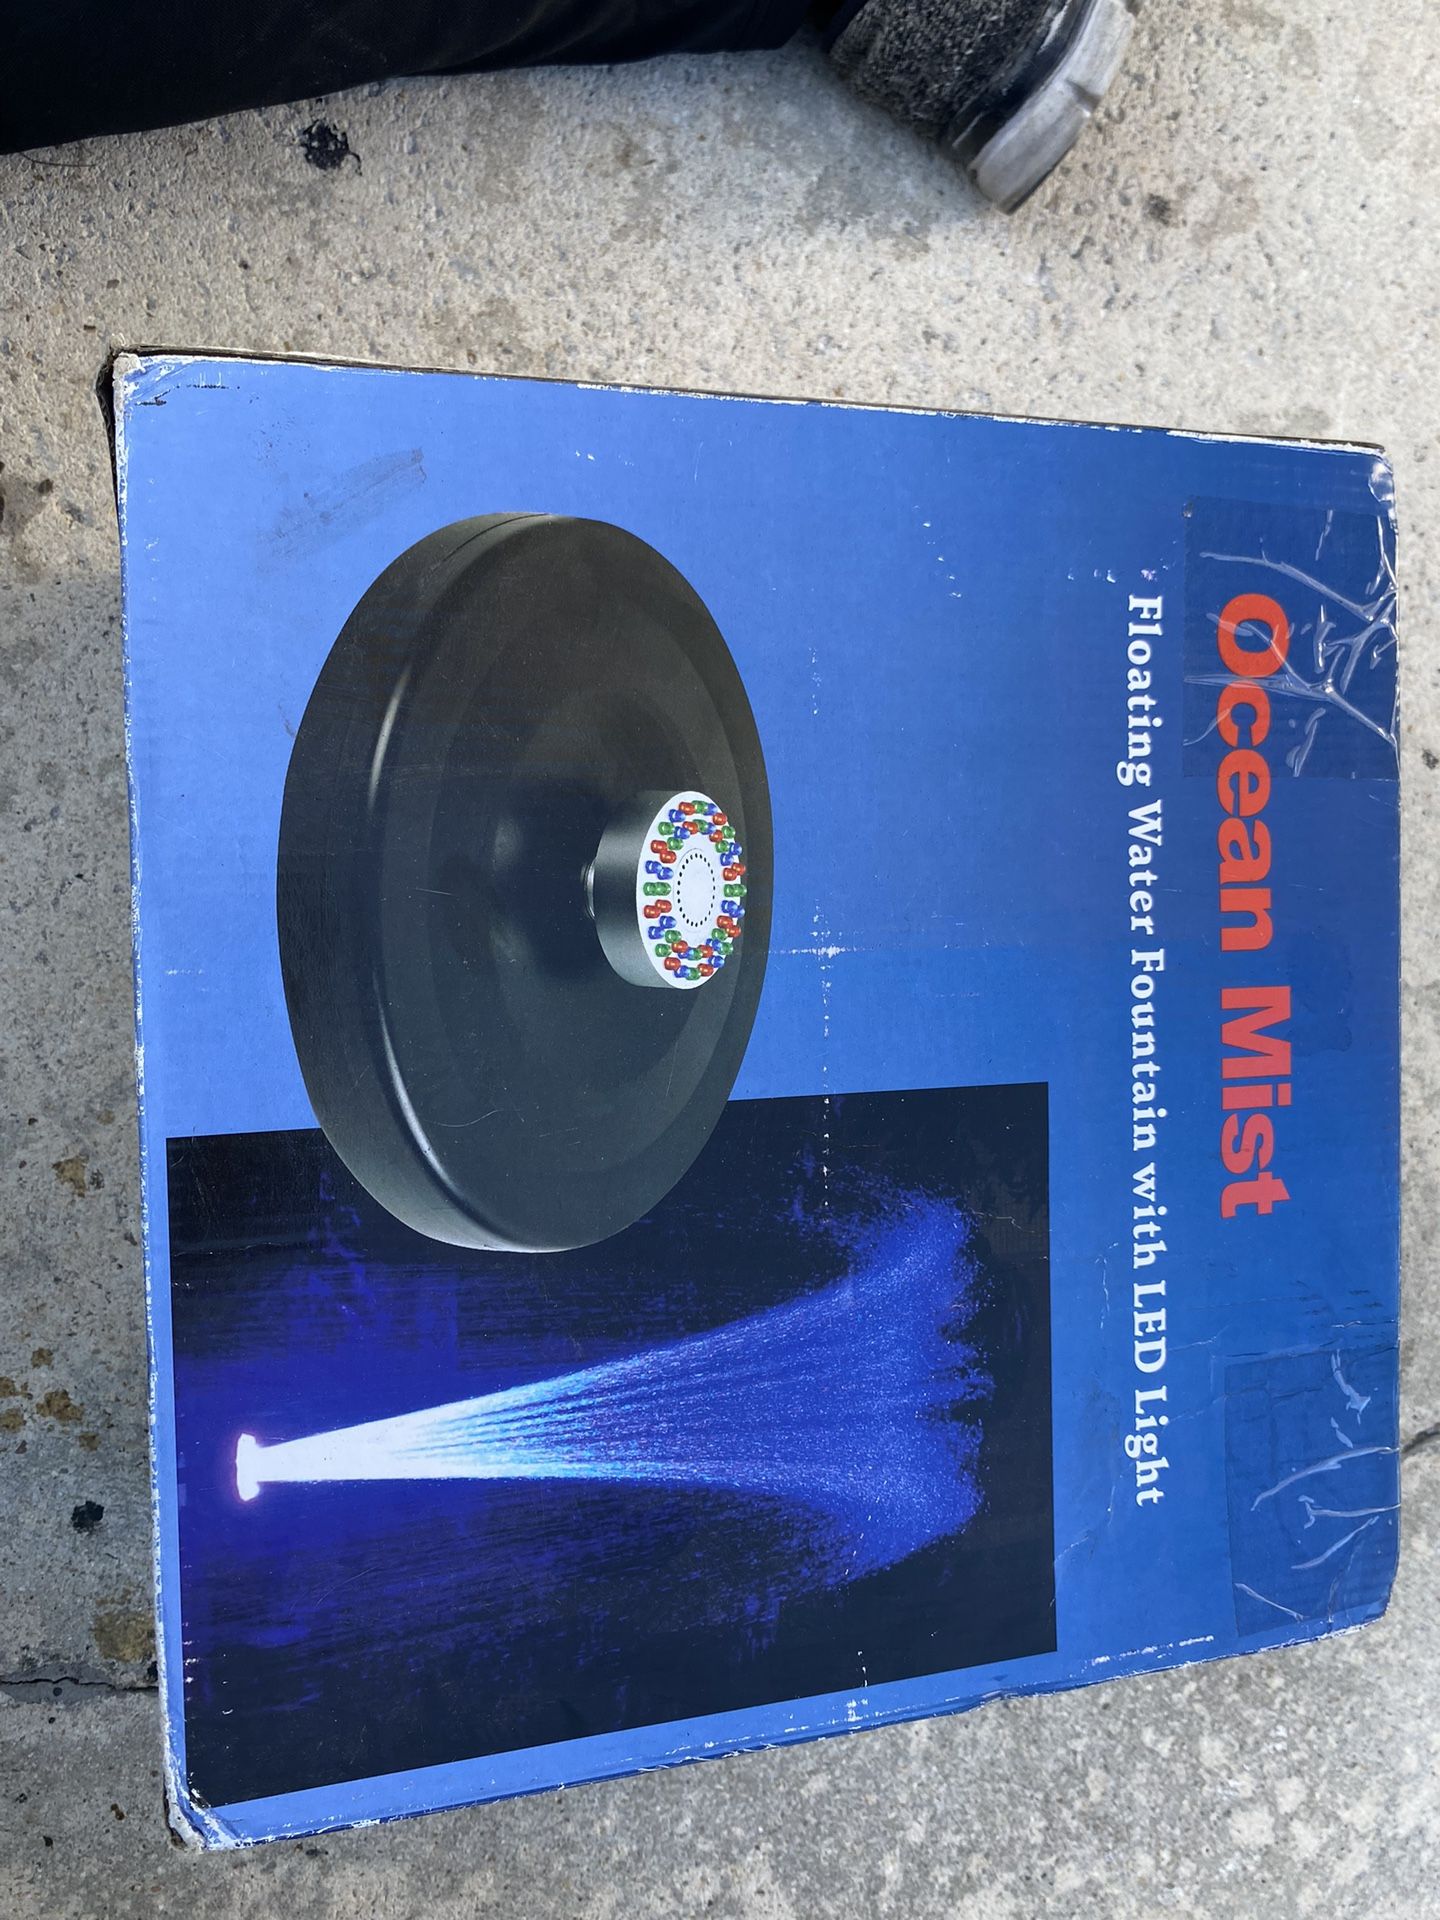 Ocean Mist
Floating Water Fountain with LED Light